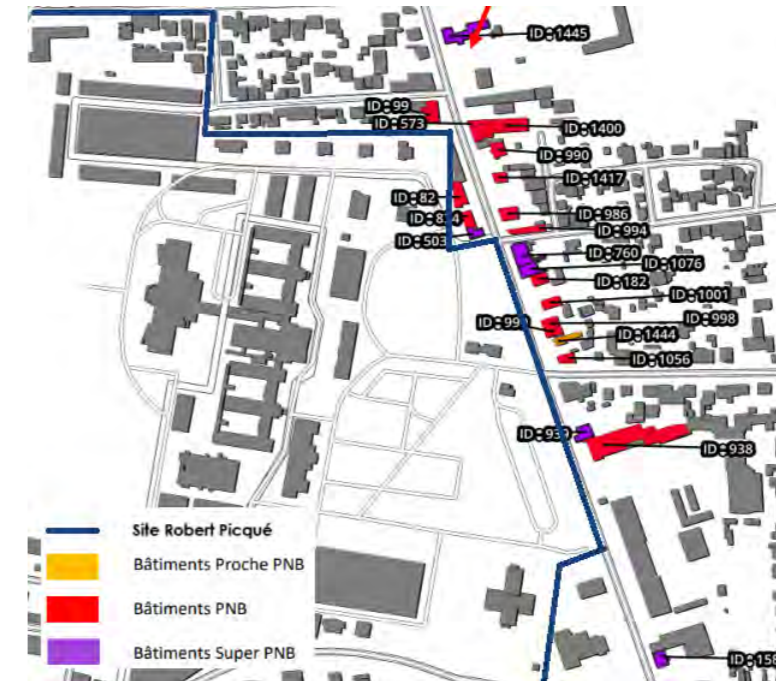 ID : 1445
ID : 99
ID : 573
ID : 1400
ID : 990
ID : 1417
ID : 82
ID : 986
ID : 994
ID : 503
ID : 760
ID : 1076
ID : 182
ID : 1001
ID : 998
ID : 1444
ID : 1056
ID : 938
Site Robert Picqué
Bâtiments Proche PNB
Bâtiments PNB
Bâtiments Super PNB